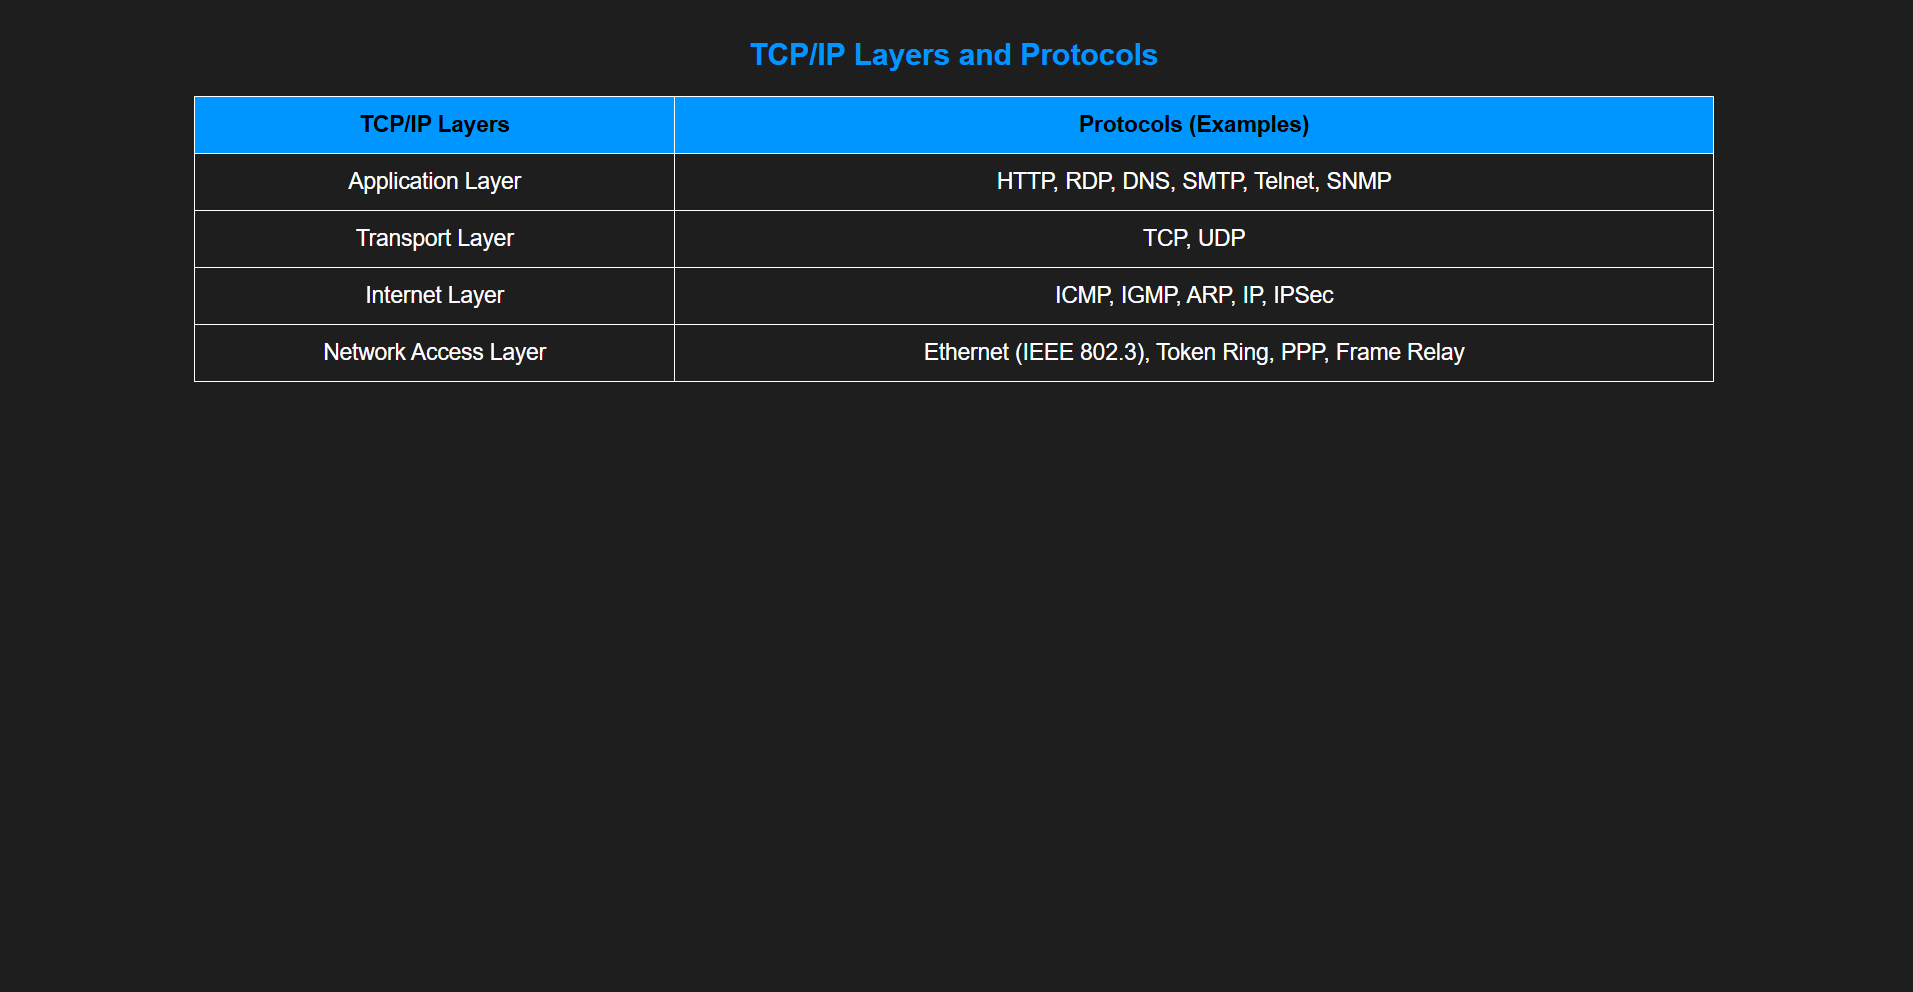 TCP/IP Layers and Protocols
TCP/IP Layers Protocols (Examples)
Application Layer HTTP, RDP, DNS, SMTP, Telnet, SNMP
Transport Layer TCP, UDP
Internet Layer ICMP, IGMP, ARP, IP, IPSec
Network Access Layer Ethernet (IEEE 802.3), Token Ring, PPP, Frame Relay